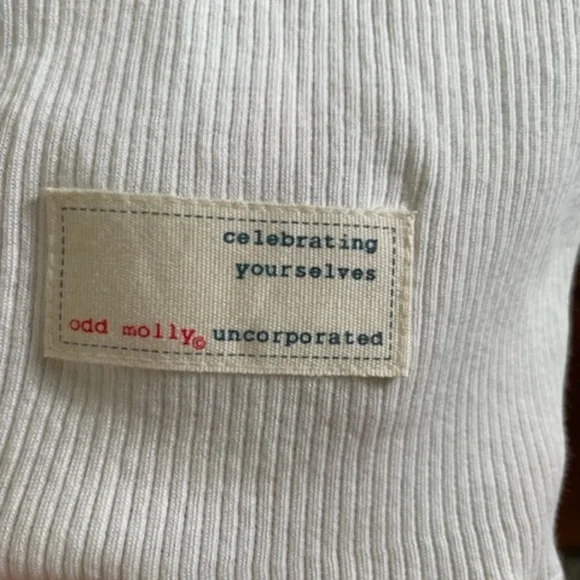 celebrating
yourselves
odd molly© uncorporated